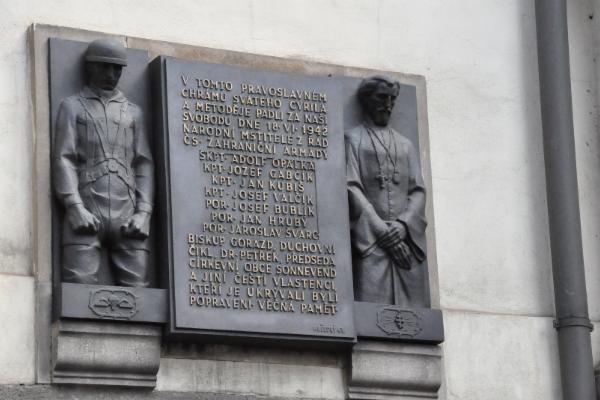 V TOMTO PRAVOSLAVNÉM
CHRÁMU SVATÉHO CYRILA
A METODĚJE PADLI ZA NAŠI
SVOBODU DNE 18·VI·1942
NÁRODNÍ MSTITELÉ Z ŘAD
ČS· ZAHRANIČNÍ ARMÁDY
ŠKPT· ADOLF OPÁLKA
KPT· JOZEF GABČÍK
KPT· JAN KUBIŠ
KPT· JOSEF VALČÍK
POR· JOSEF BUBLÍK
POR· JAN HRUBÝ
POR· JAROSLAV ŠVARC
BISKUP GORAZD, DUCHOVNÍ
ČIKL, DR· PETŘEK, PŘEDSEDA
CÍRKEVNÍ OBCE SONNEVEND
A JINÍ ČEŠTÍ VLASTENCI,
KTEŘÍ JE UKRÝVALI BYLI
POPRAVENI· VĚČNÁ PAMĚŤ